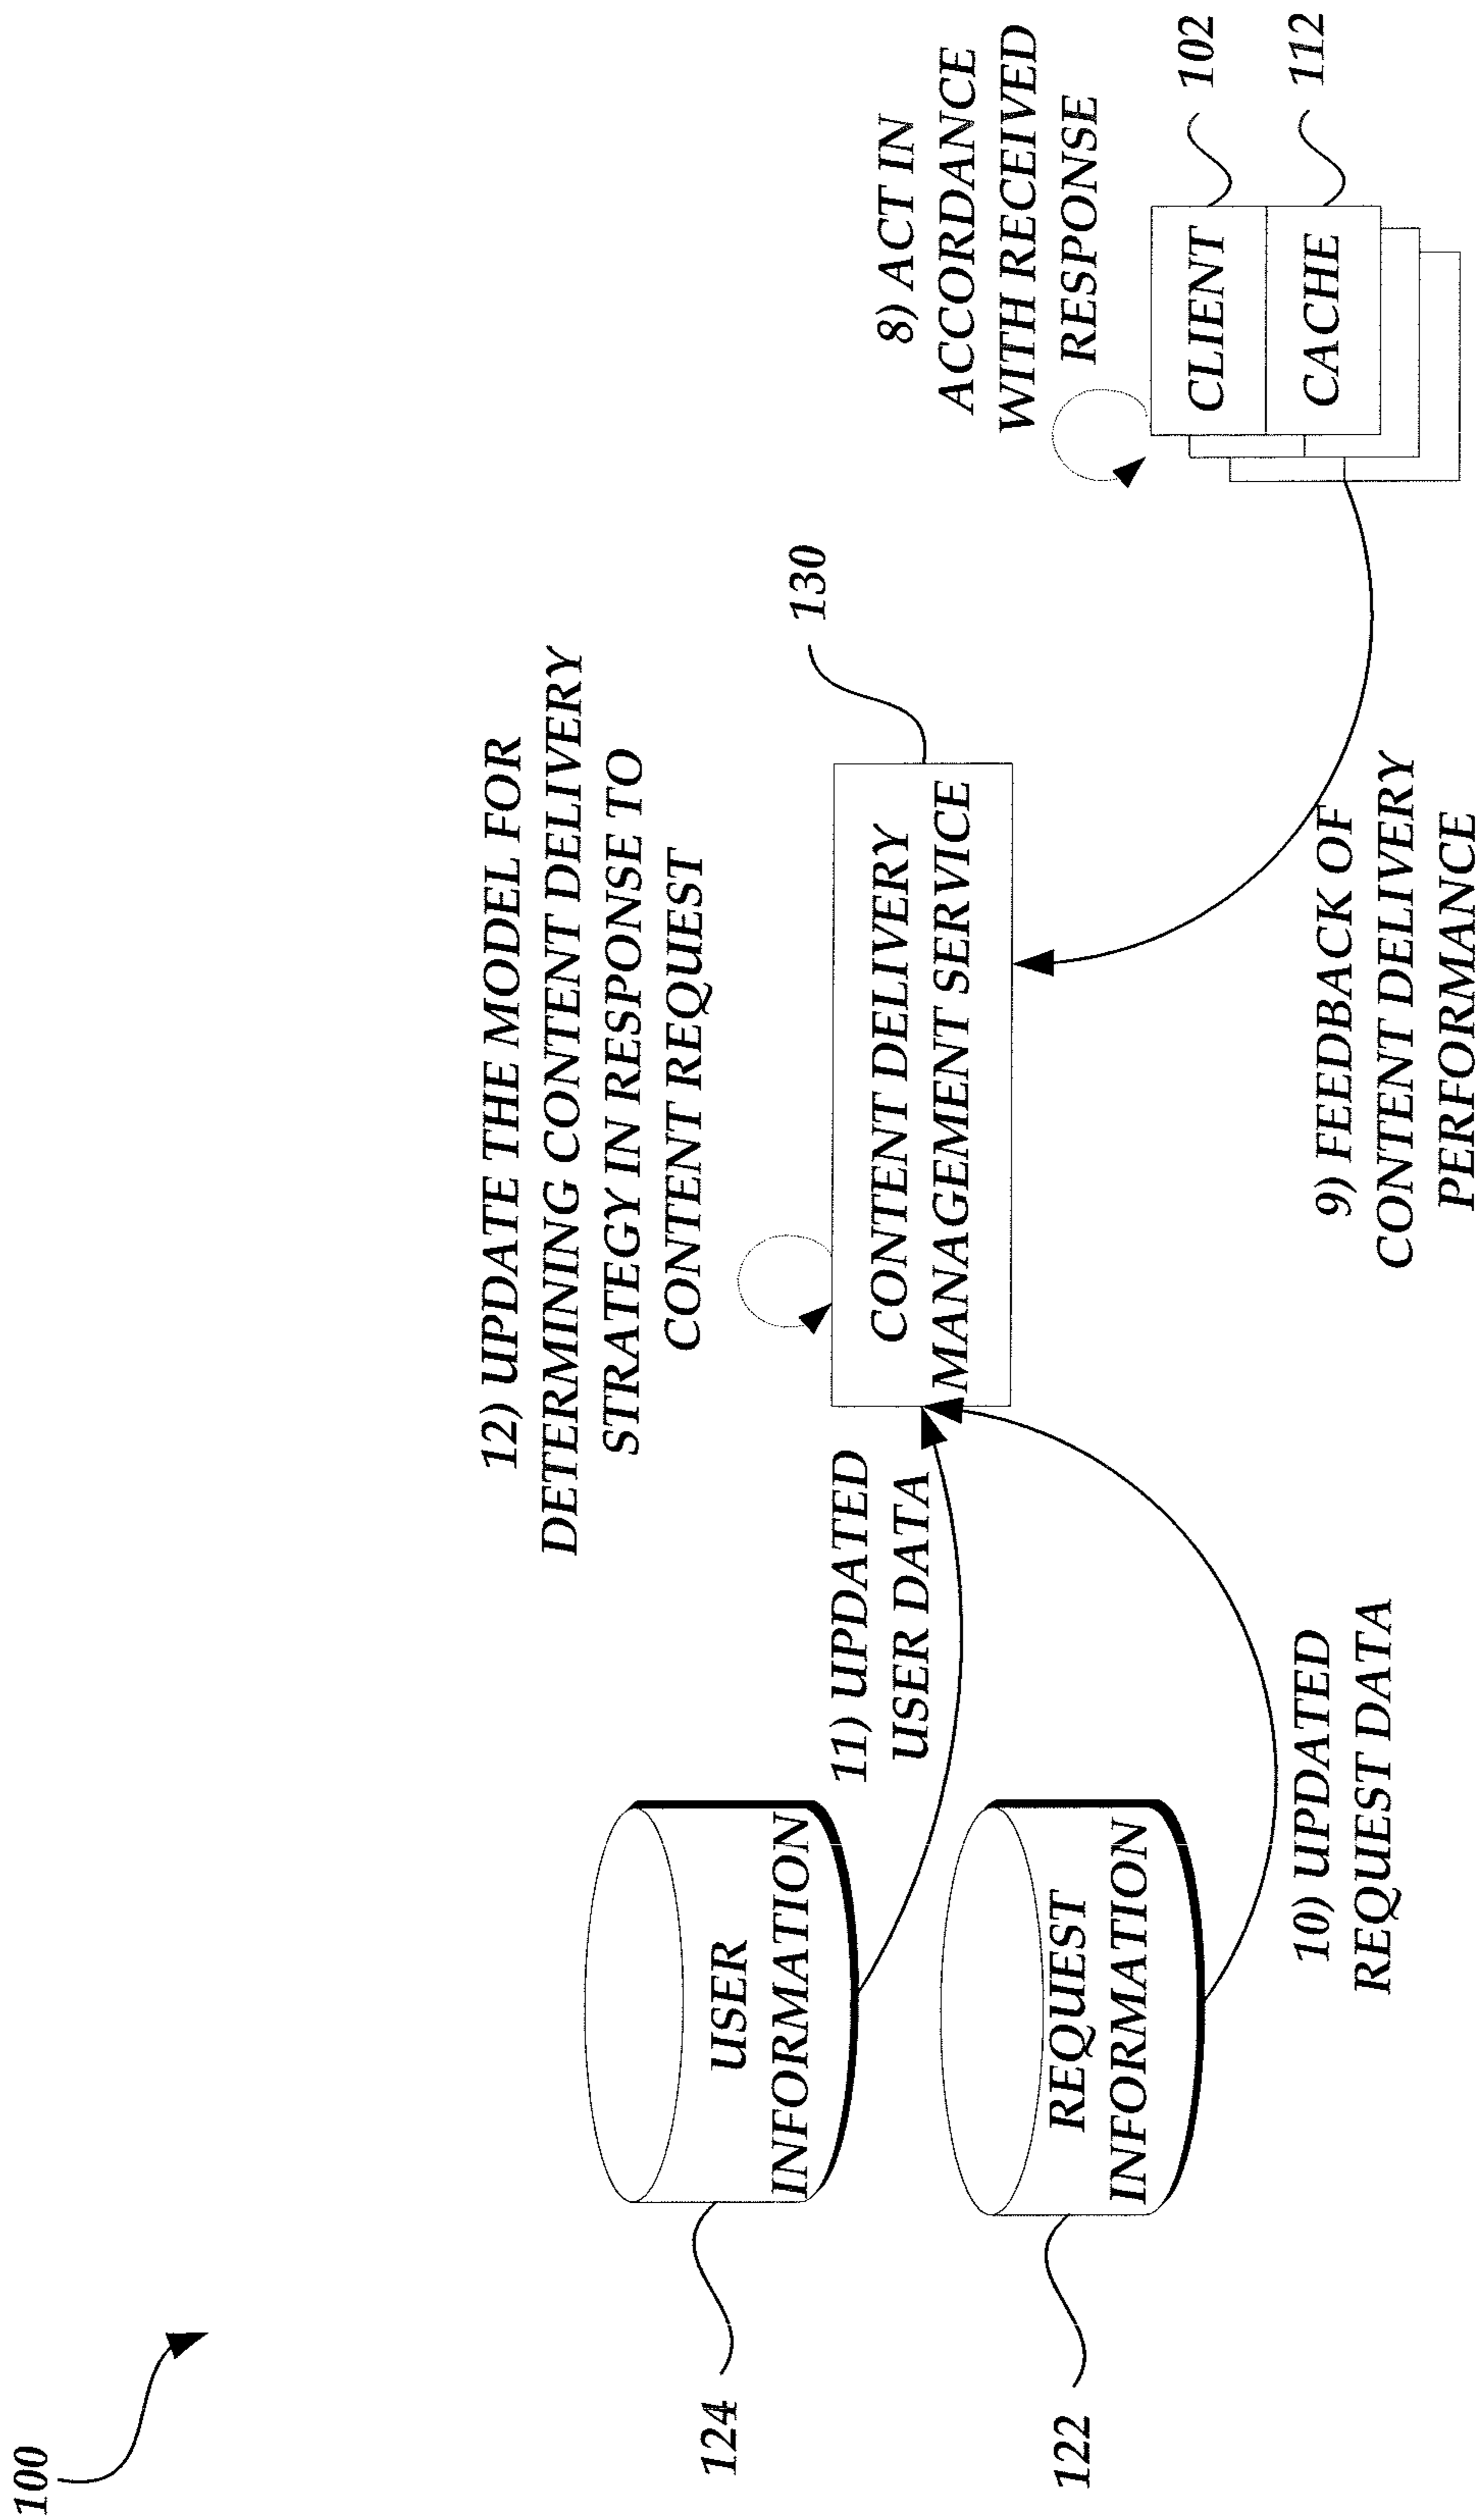 100
12) UPDATE THE MODEL FOR
DETERMINING CONTENT DELIVERY
STRATEGY IN RESPONSE TO
CONTENT REQUEST
124
USER
INFORMATION
11) UPDATED
USER DATA
CONTENT DELIVERY
MANAGEMENT SERVICE
130
8) ACT IN
ACCORDANCE
WITH RECEIVED
RESPONSE
122
REQUEST
INFORMATION
CLIENT
102
CACHE
112
10) UPDATED
REQUEST DATA
9) FEEDBACK OF
CONTENT DELIVERY
PERFORMANCE